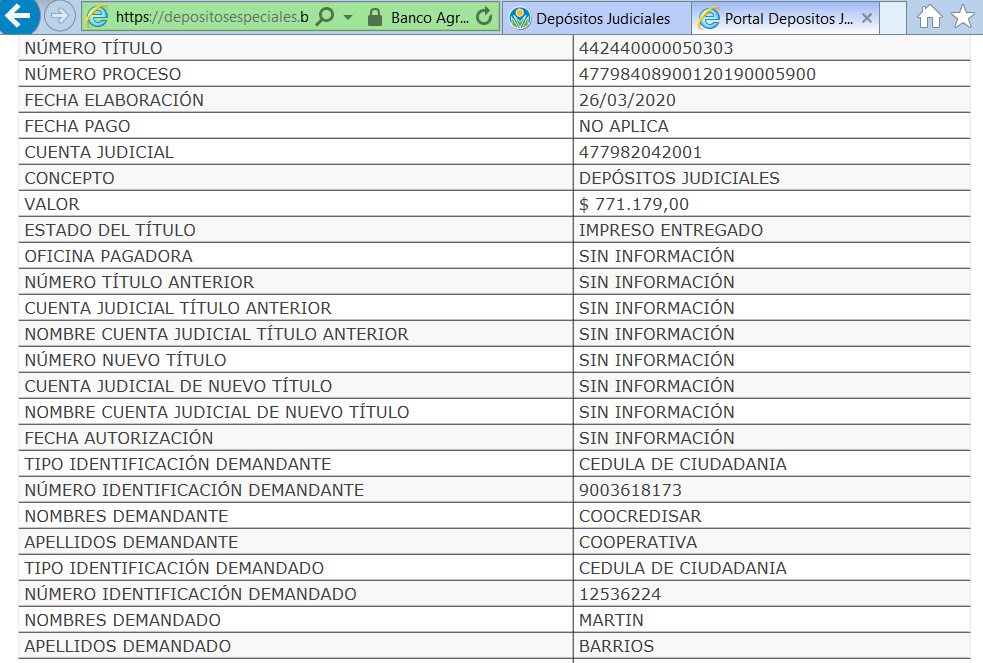 https://depositosespeciales.b
Banco Agr...
Depósitos Judiciales
Portal Depositos J...
NÚMERO TÍTULO 442440000050303
NÚMERO PROCESO 47798408900120190005900
FECHA ELABORACIÓN 26/03/2020
FECHA PAGO NO APLICA
CUENTA JUDICIAL 477982042001
CONCEPTO DEPÓSITOS JUDICIALES
VALOR $ 771.179,00
ESTADO DEL TÍTULO IMPRESO ENTREGADO
OFICINA PAGADORA SIN INFORMACIÓN
NÚMERO TÍTULO ANTERIOR SIN INFORMACIÓN
CUENTA JUDICIAL TÍTULO ANTERIOR SIN INFORMACIÓN
NOMBRE CUENTA JUDICIAL TÍTULO ANTERIOR SIN INFORMACIÓN
NÚMERO NUEVO TÍTULO SIN INFORMACIÓN
CUENTA JUDICIAL DE NUEVO TÍTULO SIN INFORMACIÓN
NOMBRE CUENTA JUDICIAL DE NUEVO TÍTULO SIN INFORMACIÓN
FECHA AUTORIZACIÓN SIN INFORMACIÓN
TIPO IDENTIFICACIÓN DEMANDANTE CEDULA DE CIUDADANIA
NÚMERO IDENTIFICACIÓN DEMANDANTE 9003618173
NOMBRES DEMANDANTE COOCREDISAR
APELLIDOS DEMANDANTE COOPERATIVA
TIPO IDENTIFICACIÓN DEMANDADO CEDULA DE CIUDADANIA
NÚMERO IDENTIFICACIÓN DEMANDADO 12536224
NOMBRES DEMANDADO MARTIN
APELLIDOS DEMANDADO BARRIOS